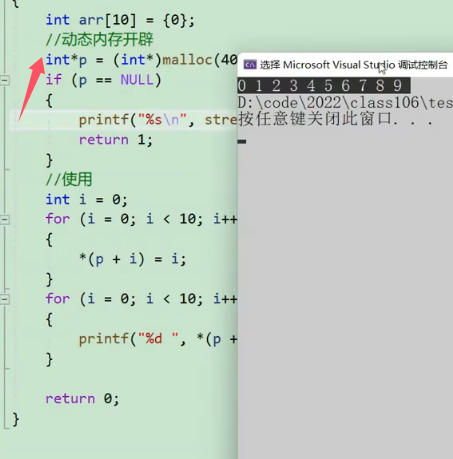 {
int arr[10] = {0};
//动态内存开辟
int*p = (int*)malloc(40
if (p == NULL)
{
printf("%s\n", stre
return 1;
}
//使用
int i = 0;
for (i = 0; i < 10; i++
{
*(p + i) = i;
}
for (i = 0; i < 10; i++
{
printf("%d ", *(p +
}
return 0;
}
选择 Microsoft Visual Studio 调试控制台
0 1 2 3 4 5 6 7 8 9
D:\code\2022\class106\tes
按任意键关闭此窗口. . .